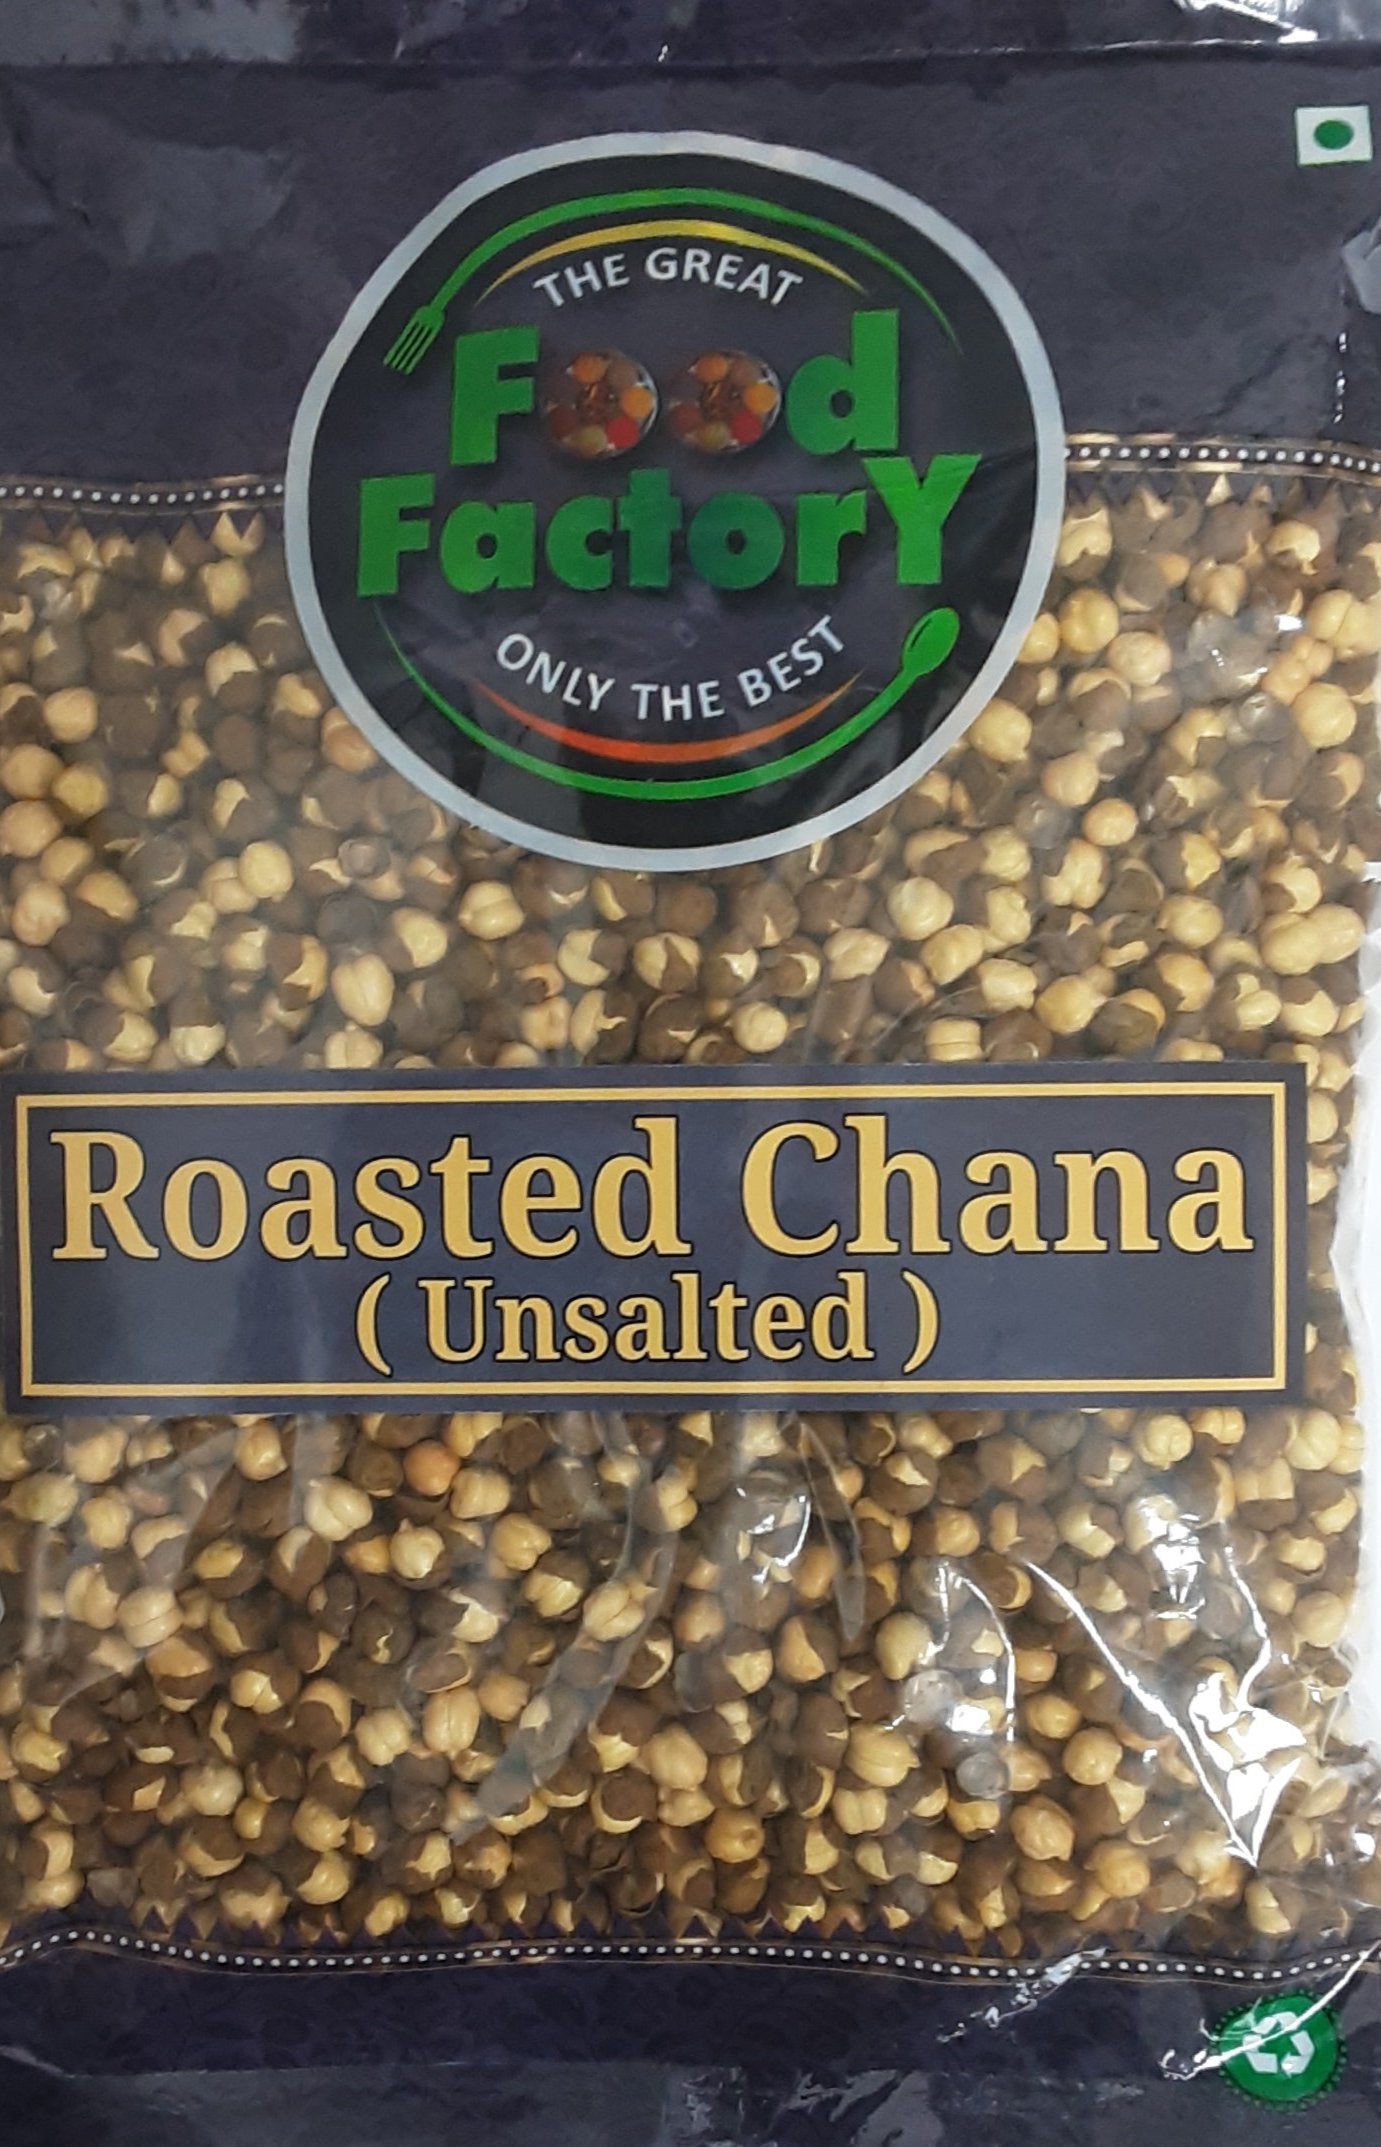 THE GREAT
Food
FactorY
ONLY THE BEST
Roasted Chana
( Unsalted )